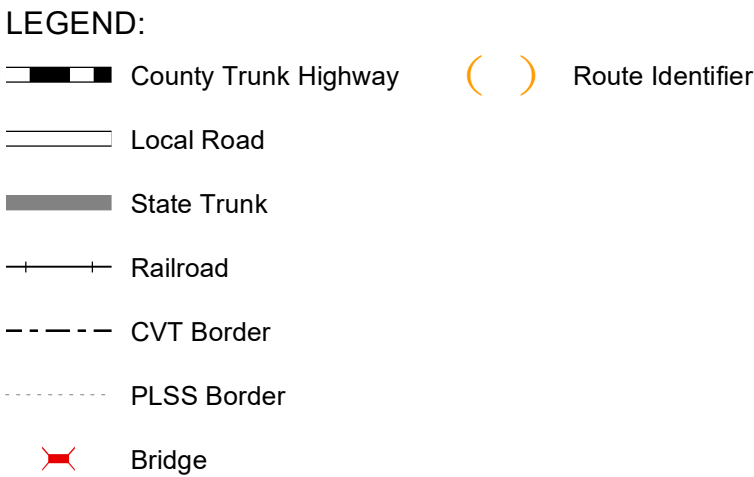 LEGEND:
County Trunk Highway
( ) Route Identifier
Local Road
State Trunk
Railroad
CVT Border
PLSS Border
Bridge